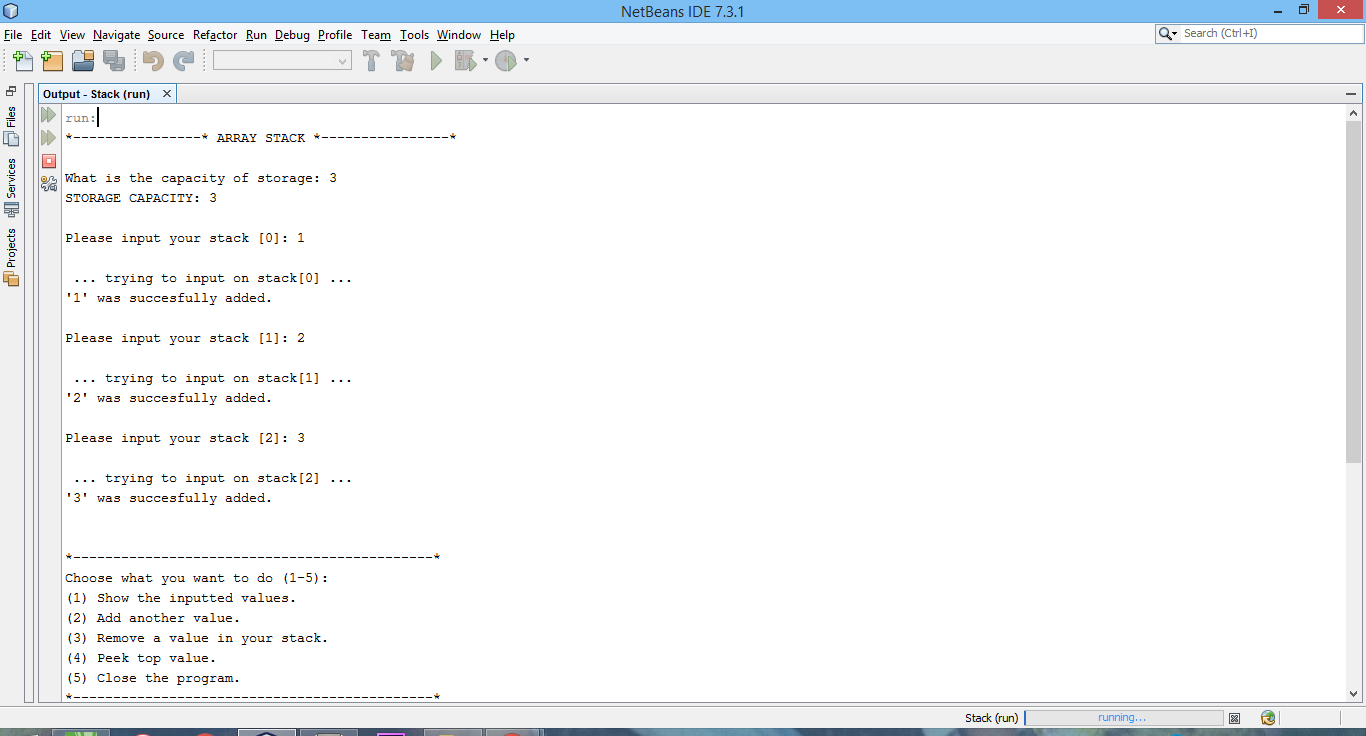 NetBeans IDE 7.3.1
File Edit View Navigate Source Refactor Run Debug Profile Team Tools Window Help
Search (Ctrl+I)
Output - Stack (run)
Files
Services
Projects
run:
*----------------* ARRAY STACK *----------------*
What is the capacity of storage: 3
STORAGE CAPACITY: 3
Please input your stack [0]: 1
... trying to input on stack[0] ...
'1' was succesfully added.
Please input your stack [1]: 2
... trying to input on stack[1] ...
'2' was succesfully added.
Please input your stack [2]: 3
... trying to input on stack[2] ...
'3' was succesfully added.
*---------------------------------------------*
Choose what you want to do (1-5):
(1) Show the inputted values.
(2) Add another value.
(3) Remove a value in your stack.
(4) Peek top value.
(5) Close the program.
*---------------------------------------------*
Stack (run)
running...